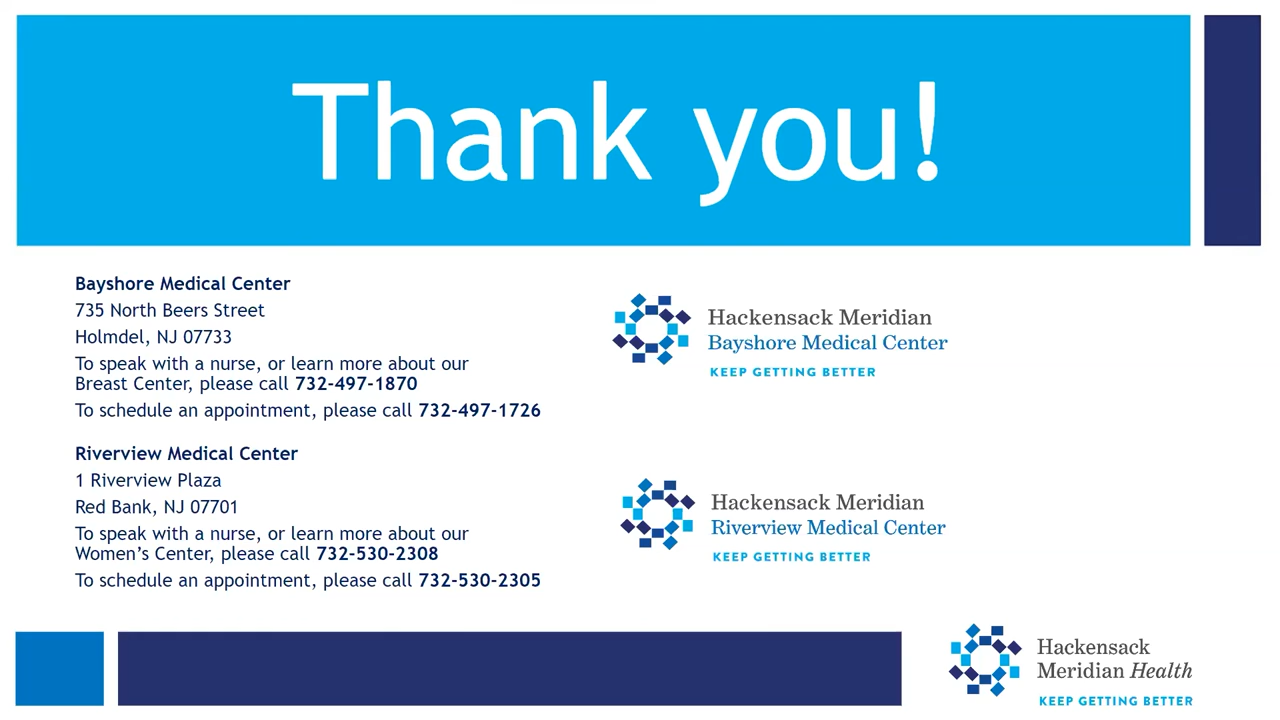 Thank you!
Bayshore Medical Center
735 North Beers Street
Holmdel, NJ 07733
To speak with a nurse, or learn more about our
Breast Center, please call 732-497-1870
To schedule an appointment, please call 732-497-1726
Hackensack Meridian
Bayshore Medical Center
KEEP GETTING BETTER
Riverview Medical Center
1 Riverview Plaza
Red Bank, NJ 07701
To speak with a nurse, or learn more about our
Women’s Center, please call 732-530-2308
To schedule an appointment, please call 732-530-2305
Hackensack Meridian
Riverview Medical Center
KEEP GETTING BETTER
Hackensack
Meridian Health
KEEP GETTING BETTER